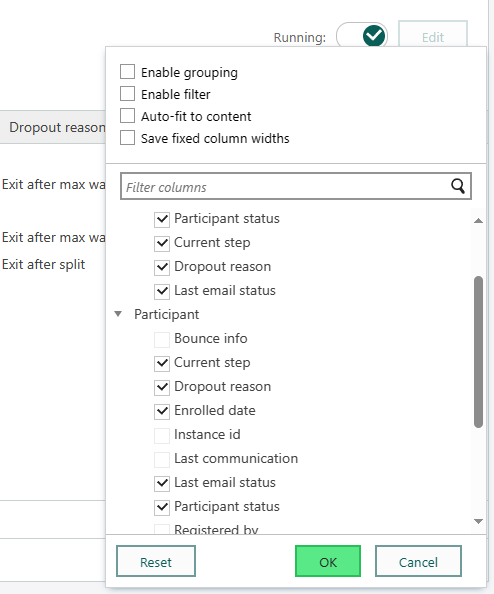 Running:
Edit
Enable grouping
Enable filter
Auto-fit to content
Save fixed column widths
Dropout reason
Filter columns
Exit after max wa
Participant status
Current step
Exit after max wa
Dropout reason
Exit after split
Last email status
Participant
Bounce info
Current step
Dropout reason
Enrolled date
Instance id
Last communication
Last email status
Participant status
Registered by
Reset
OK
Cancel